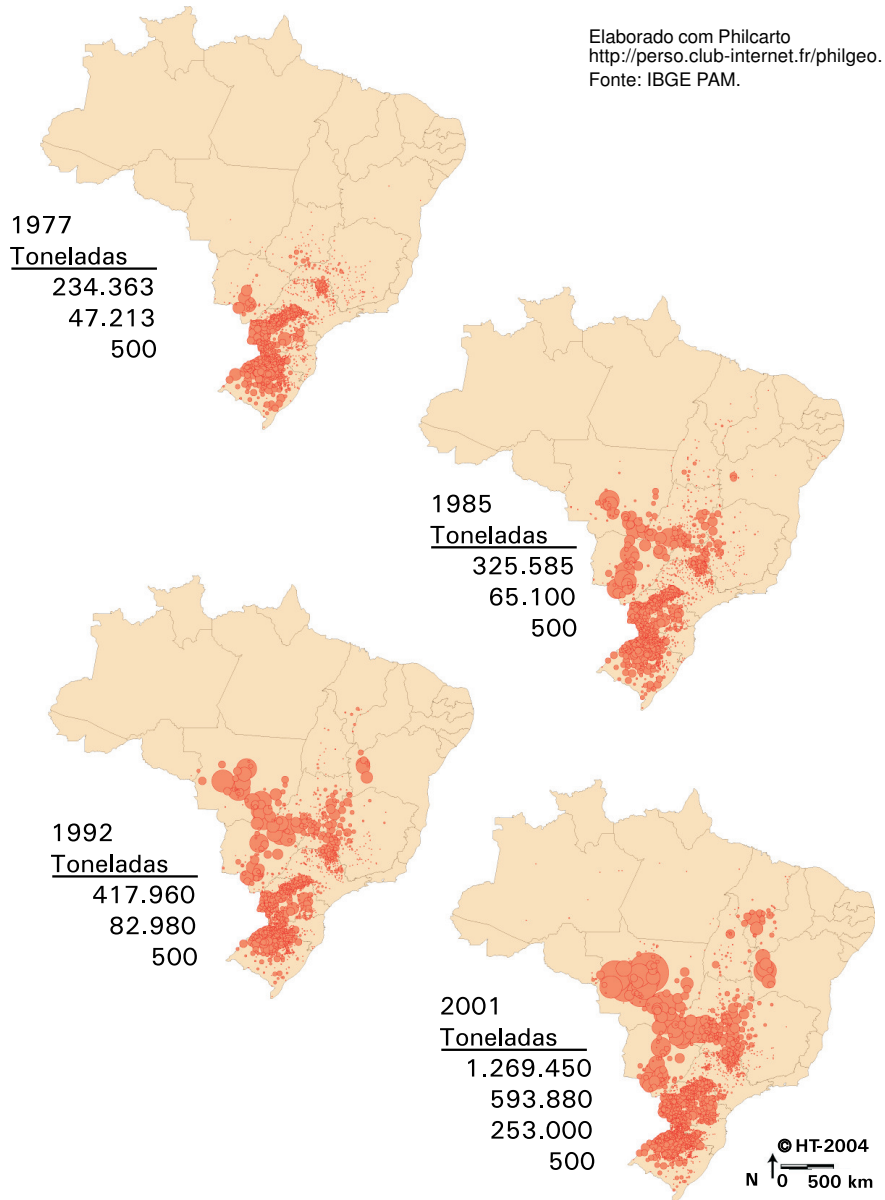 Elaborado com Philcarto
http://perso.club-internet.fr/philgeo.
Fonte: IBGE PAM.
1977
Toneladas
234.363
47.213
500
1985
Toneladas
325.585
65.100
500
1992
Toneladas
417.960
82.980
500
2001
Toneladas
1.269.450
593.880
253.000
500
© HT-2004
N 0 500 km